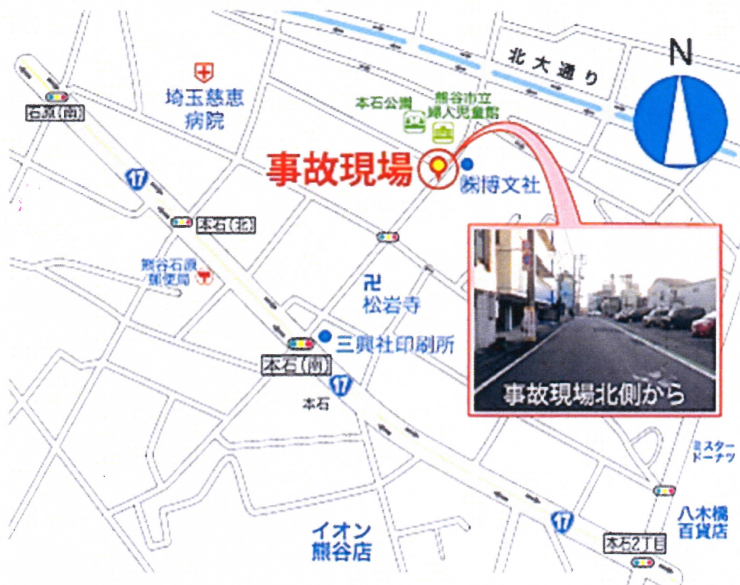 北大通り
N
埼玉慈恵
病院
本石公園
熊谷市立
婦人児童館
石原(南)
事故現場
㈱博文社
17
本石(北)
熊谷石原
郵便局
卍
松岩寺
三興社印刷所
本石(南)
17
本石
事故現場北側から
ミスター
ドーナツ
17
八木橋
百貨店
イオン
熊谷店
本石2丁目